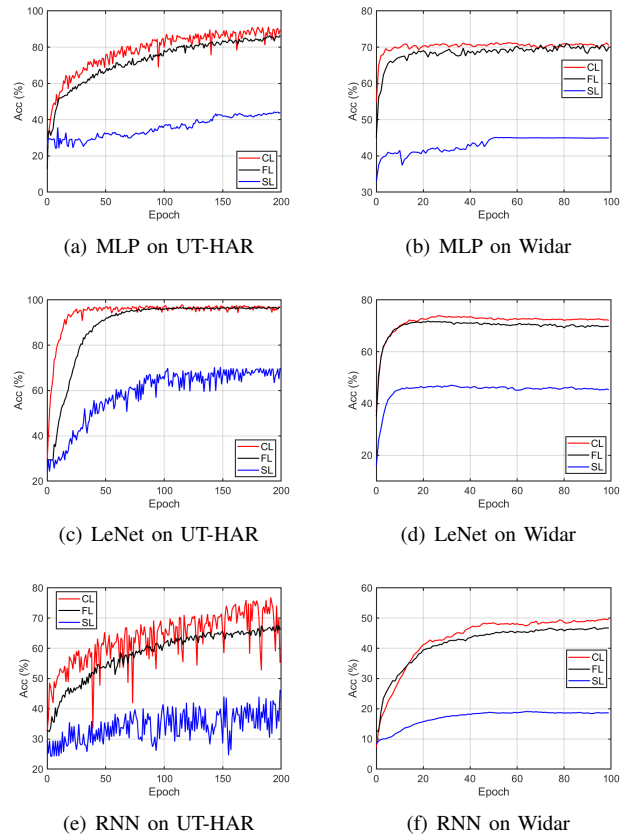 100
80
60
40
20
0
Acc (%)
CL
FL
SL
0 50 100 150 200
Epoch
(a) MLP on UT-HAR
80
70
60
50
40
30
Acc (%)
CL
FL
SL
0 20 40 60 80 100
Epoch
(b) MLP on Widar
100
80
60
40
20
Acc (%)
CL
FL
SL
0 50 100 150 200
Epoch
(c) LeNet on UT-HAR
80
60
40
20
Acc (%)
CL
FL
SL
0 20 40 60 80 100
Epoch
(d) LeNet on Widar
80
70
60
50
40
30
20
Acc (%)
CL
FL
SL
0 50 100 150 200
Epoch
(e) RNN on UT-HAR
60
50
40
30
20
10
0
Acc (%)
CL
FL
SL
0 20 40 60 80 100
Epoch
(f) RNN on Widar